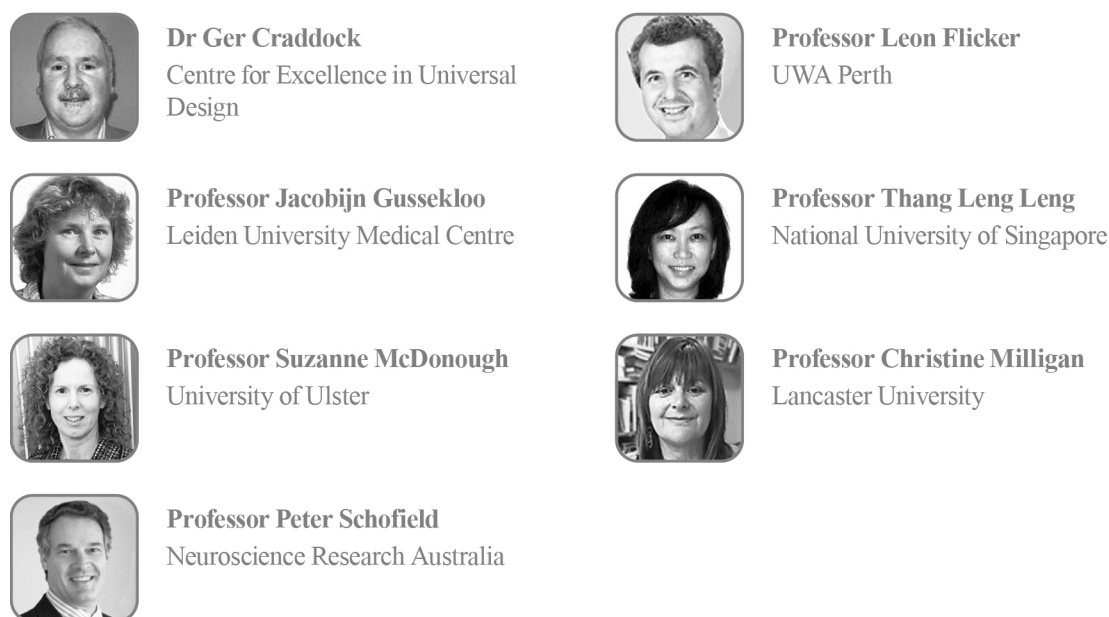 Dr Ger Craddock
Centre for Excellence in Universal
Design
Professor Leon Flicker
UWA Perth
Professor Jacobijn Gussekloo
Leiden University Medical Centre
Professor Thang Leng Leng
National University of Singapore
Professor Suzanne McDonough
University of Ulster
Professor Christine Milligan
Lancaster University
Professor Peter Schofield
Neuroscience Research Australia